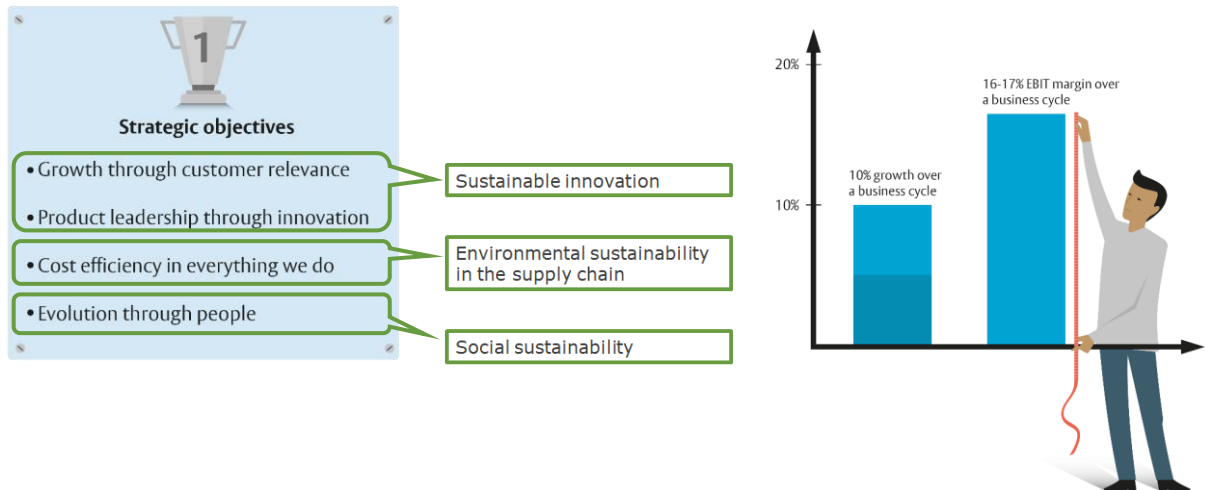 1
Strategic objectives
• Growth through customer relevance
• Product leadership through innovation
• Cost efficiency in everything we do
• Evolution through people
Sustainable innovation
Environmental sustainability
in the supply chain
Social sustainability
20%
16-17% EBIT margin over
a business cycle
10% growth over
a business cycle
10%